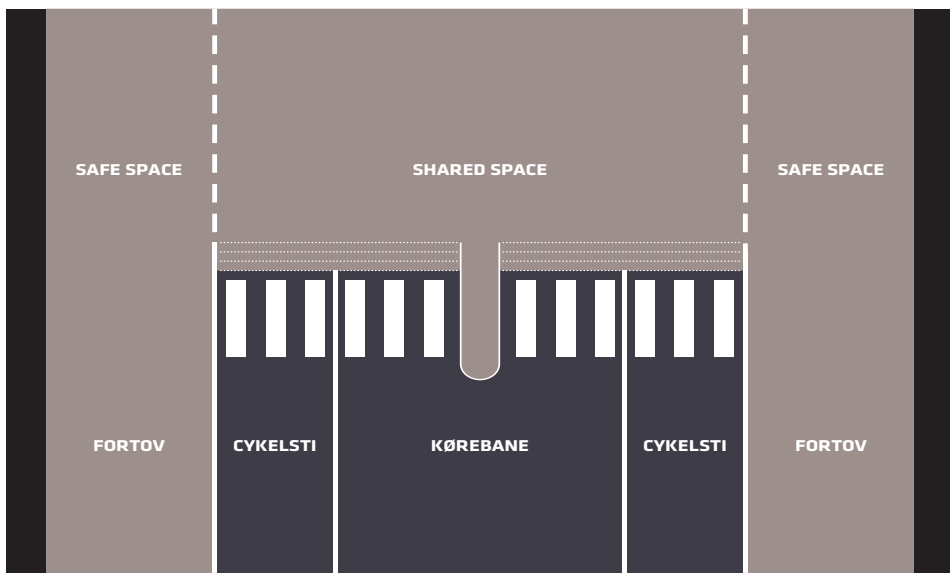 SAFE SPACE
SHARED SPACE
SAFE SPACE
FORTOV
CYKELSTI
KØREBANE
CYKELSTI
FORTOV